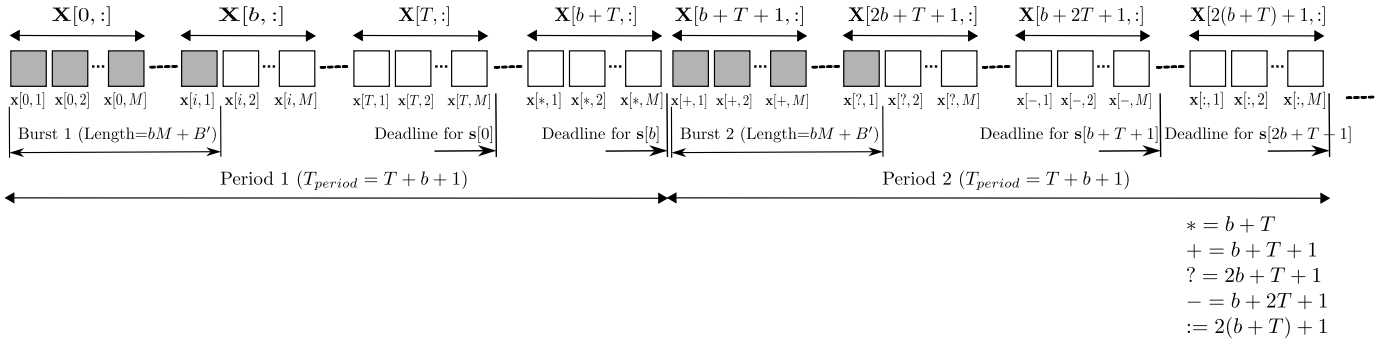 X[0,:] X[b,:] X[T,:] X[b+T,:] X[b+T+1,:] X[2b+T+1,:] X[b+2T+1,:] X[2(b+T)+1,:]
... ... ... ... ... ... ... ...
x[0,1] x[0,2] x[0,M] x[i,1] x[i,2] x[i,M] x[T,1] x[T,2] x[T,M] x[*,1] x[*,2] x[*,M] x[+,1] x[+,2] x[+,M] x[?,1] x[?,2] x[?,M] x[−,1] x[−,2] x[−,M] x[:,1] x[:,2] x[:,M]
Burst 1 (Length=bM + B′) Deadline for s[0] Deadline for s[b] Burst 2 (Length=bM + B′) Deadline for s[b+T+1] Deadline for s[2b+T+1]
Period 1 (T_period = T + b + 1) Period 2 (T_period = T + b + 1)
* = b + T
+ = b + T + 1
? = 2b + T + 1
− = b + 2T + 1
:= 2(b + T) + 1